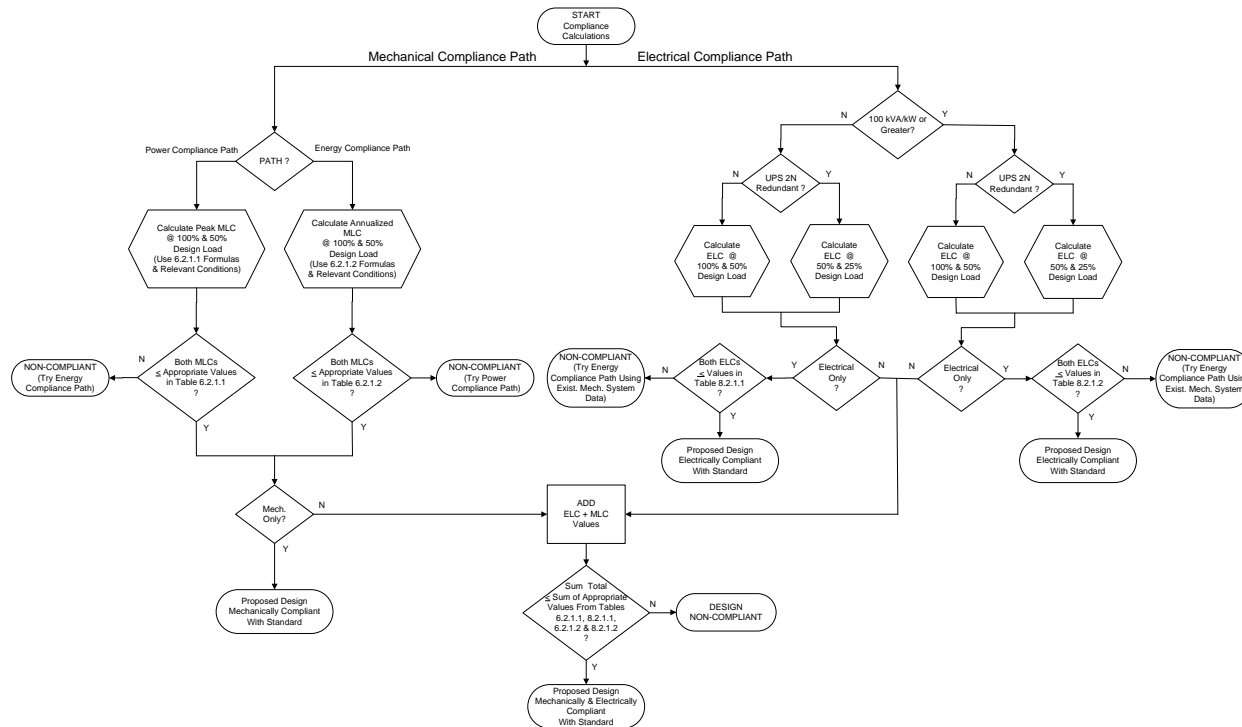 START
Compliance
Calculations
Mechanical Compliance Path
Electrical Compliance Path
N
100 kVA/kW or
Greater?
Y
Power Compliance Path
PATH ?
Energy Compliance Path
N
UPS 2N
Redundant ?
Y
N
UPS 2N
Redundant ?
Y
Calculate Peak MLC
@ 100% & 50%
Design Load
(Use 6.2.1.1 Formulas
& Relevant Conditions)
Calculate Annualized
MLC
@ 100% & 50%
Design Load
(Use 6.2.1.2 Formulas
& Relevant Conditions)
Calculate
ELC @
100% & 50%
Design Load
Calculate
ELC @
50% & 25%
Design Load
Calculate
ELC @
100% & 50%
Design Load
Calculate
ELC @
50% & 25%
Design Load
NON-COMPLIANT
(Try Energy
Compliance Path)
N
Both MLCs
≤ Appropriate Values
in Table 6.2.1.1
?
Y
Both MLCs
≤ Appropriate Values
in Table 6.2.1.2
?
Y
N
NON-COMPLIANT
(Try Power
Compliance Path)
NON-COMPLIANT
(Try Energy
Compliance Path Using
Exist. Mech. System
Data)
N
Both ELCs
≤ Values in
Table 8.2.1.1
?
Y
Y
Electrical
Only
?
N
N
Electrical
Only
?
Y
Both ELCs
≤ Values in
Table 8.2.1.2
?
Y
N
NON-COMPLIANT
(Try Energy
Compliance Path Using
Exist. Mech. System
Data)
Proposed Design
Electrically Compliant
With Standard
Proposed Design
Electrically Compliant
With Standard
Mech.
Only?
N
Y
ADD
ELC + MLC
Values
Proposed Design
Mechanically Compliant
With Standard
Sum Total
≤ Sum of Appropriate
Values From Tables
6.2.1.1, 8.2.1.1,
6.2.1.2 & 8.2.1.2
?
N
DESIGN
NON-COMPLIANT
Y
Proposed Design
Mechanically & Electrically
Compliant
With Standard